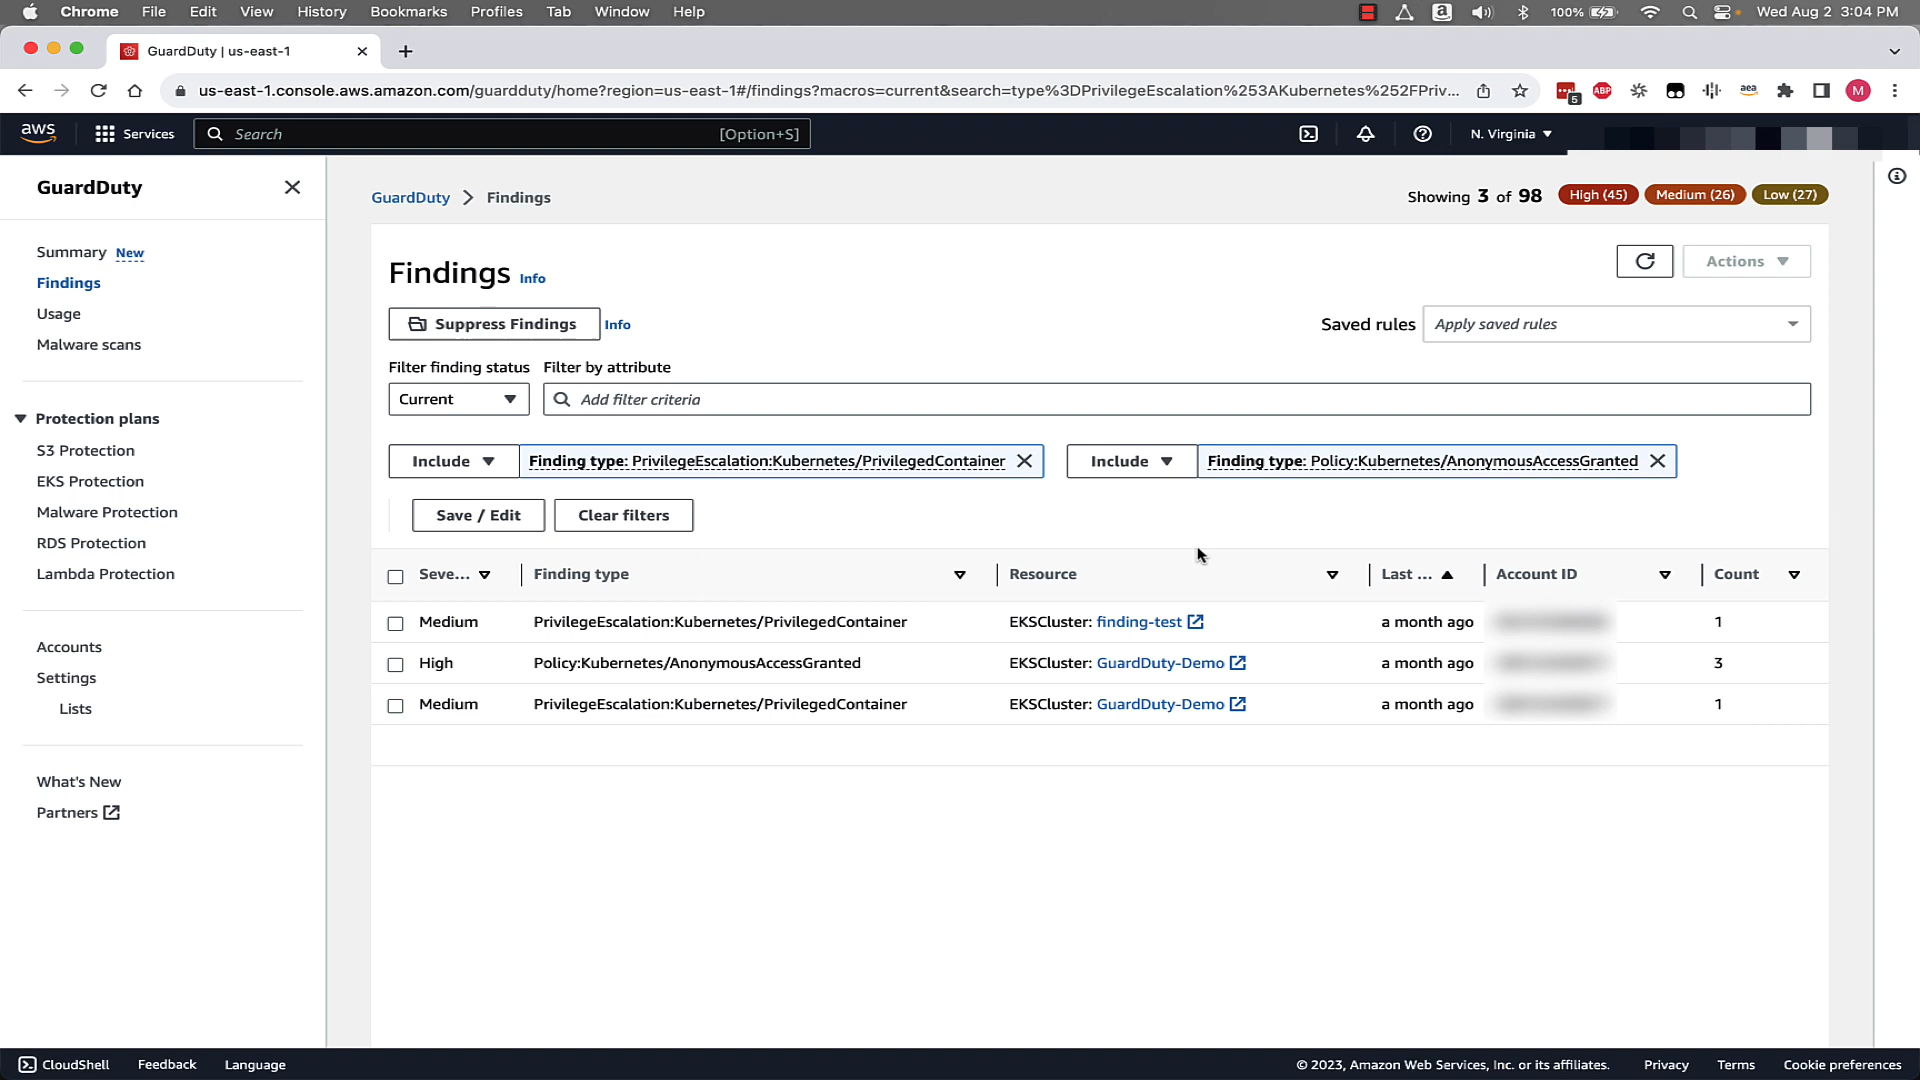 Chrome File Edit View History Bookmarks Profiles Tab Window Help 100% Wed Aug 2 3:04 PM
GuardDuty | us-east-1
us-east-1.console.aws.amazon.com/guardduty/home?region=us-east-1#/findings?macros=current&search=type%3DPrivilegeEscalation%253AKubernetes%252FPriv... 5 ABP aea M
aws Services Search [Option+S] N. Virginia
GuardDuty
Summary New
Findings
Usage
Malware scans
Protection plans
S3 Protection
EKS Protection
Malware Protection
RDS Protection
Lambda Protection
Accounts
Settings
Lists
What's New
Partners
GuardDuty > Findings
Showing 3 of 98 High (45) Medium (26) Low (27)
Findings Info
Actions
Suppress Findings Info
Saved rules Apply saved rules
Filter finding status Filter by attribute
Current Add filter criteria
Include Finding type: PrivilegeEscalation:Kubernetes/PrivilegedContainer Include Finding type: Policy:Kubernetes/AnonymousAccessGranted
Save / Edit Clear filters
Seve... Finding type Resource Last ... Account ID Count
Medium PrivilegeEscalation:Kubernetes/PrivilegedContainer EKSCluster: finding-test a month ago 1
High Policy:Kubernetes/AnonymousAccessGranted EKSCluster: GuardDuty-Demo a month ago 3
Medium PrivilegeEscalation:Kubernetes/PrivilegedContainer EKSCluster: GuardDuty-Demo a month ago 1
CloudShell Feedback Language © 2023, Amazon Web Services, Inc. or its affiliates. Privacy Terms Cookie preferences